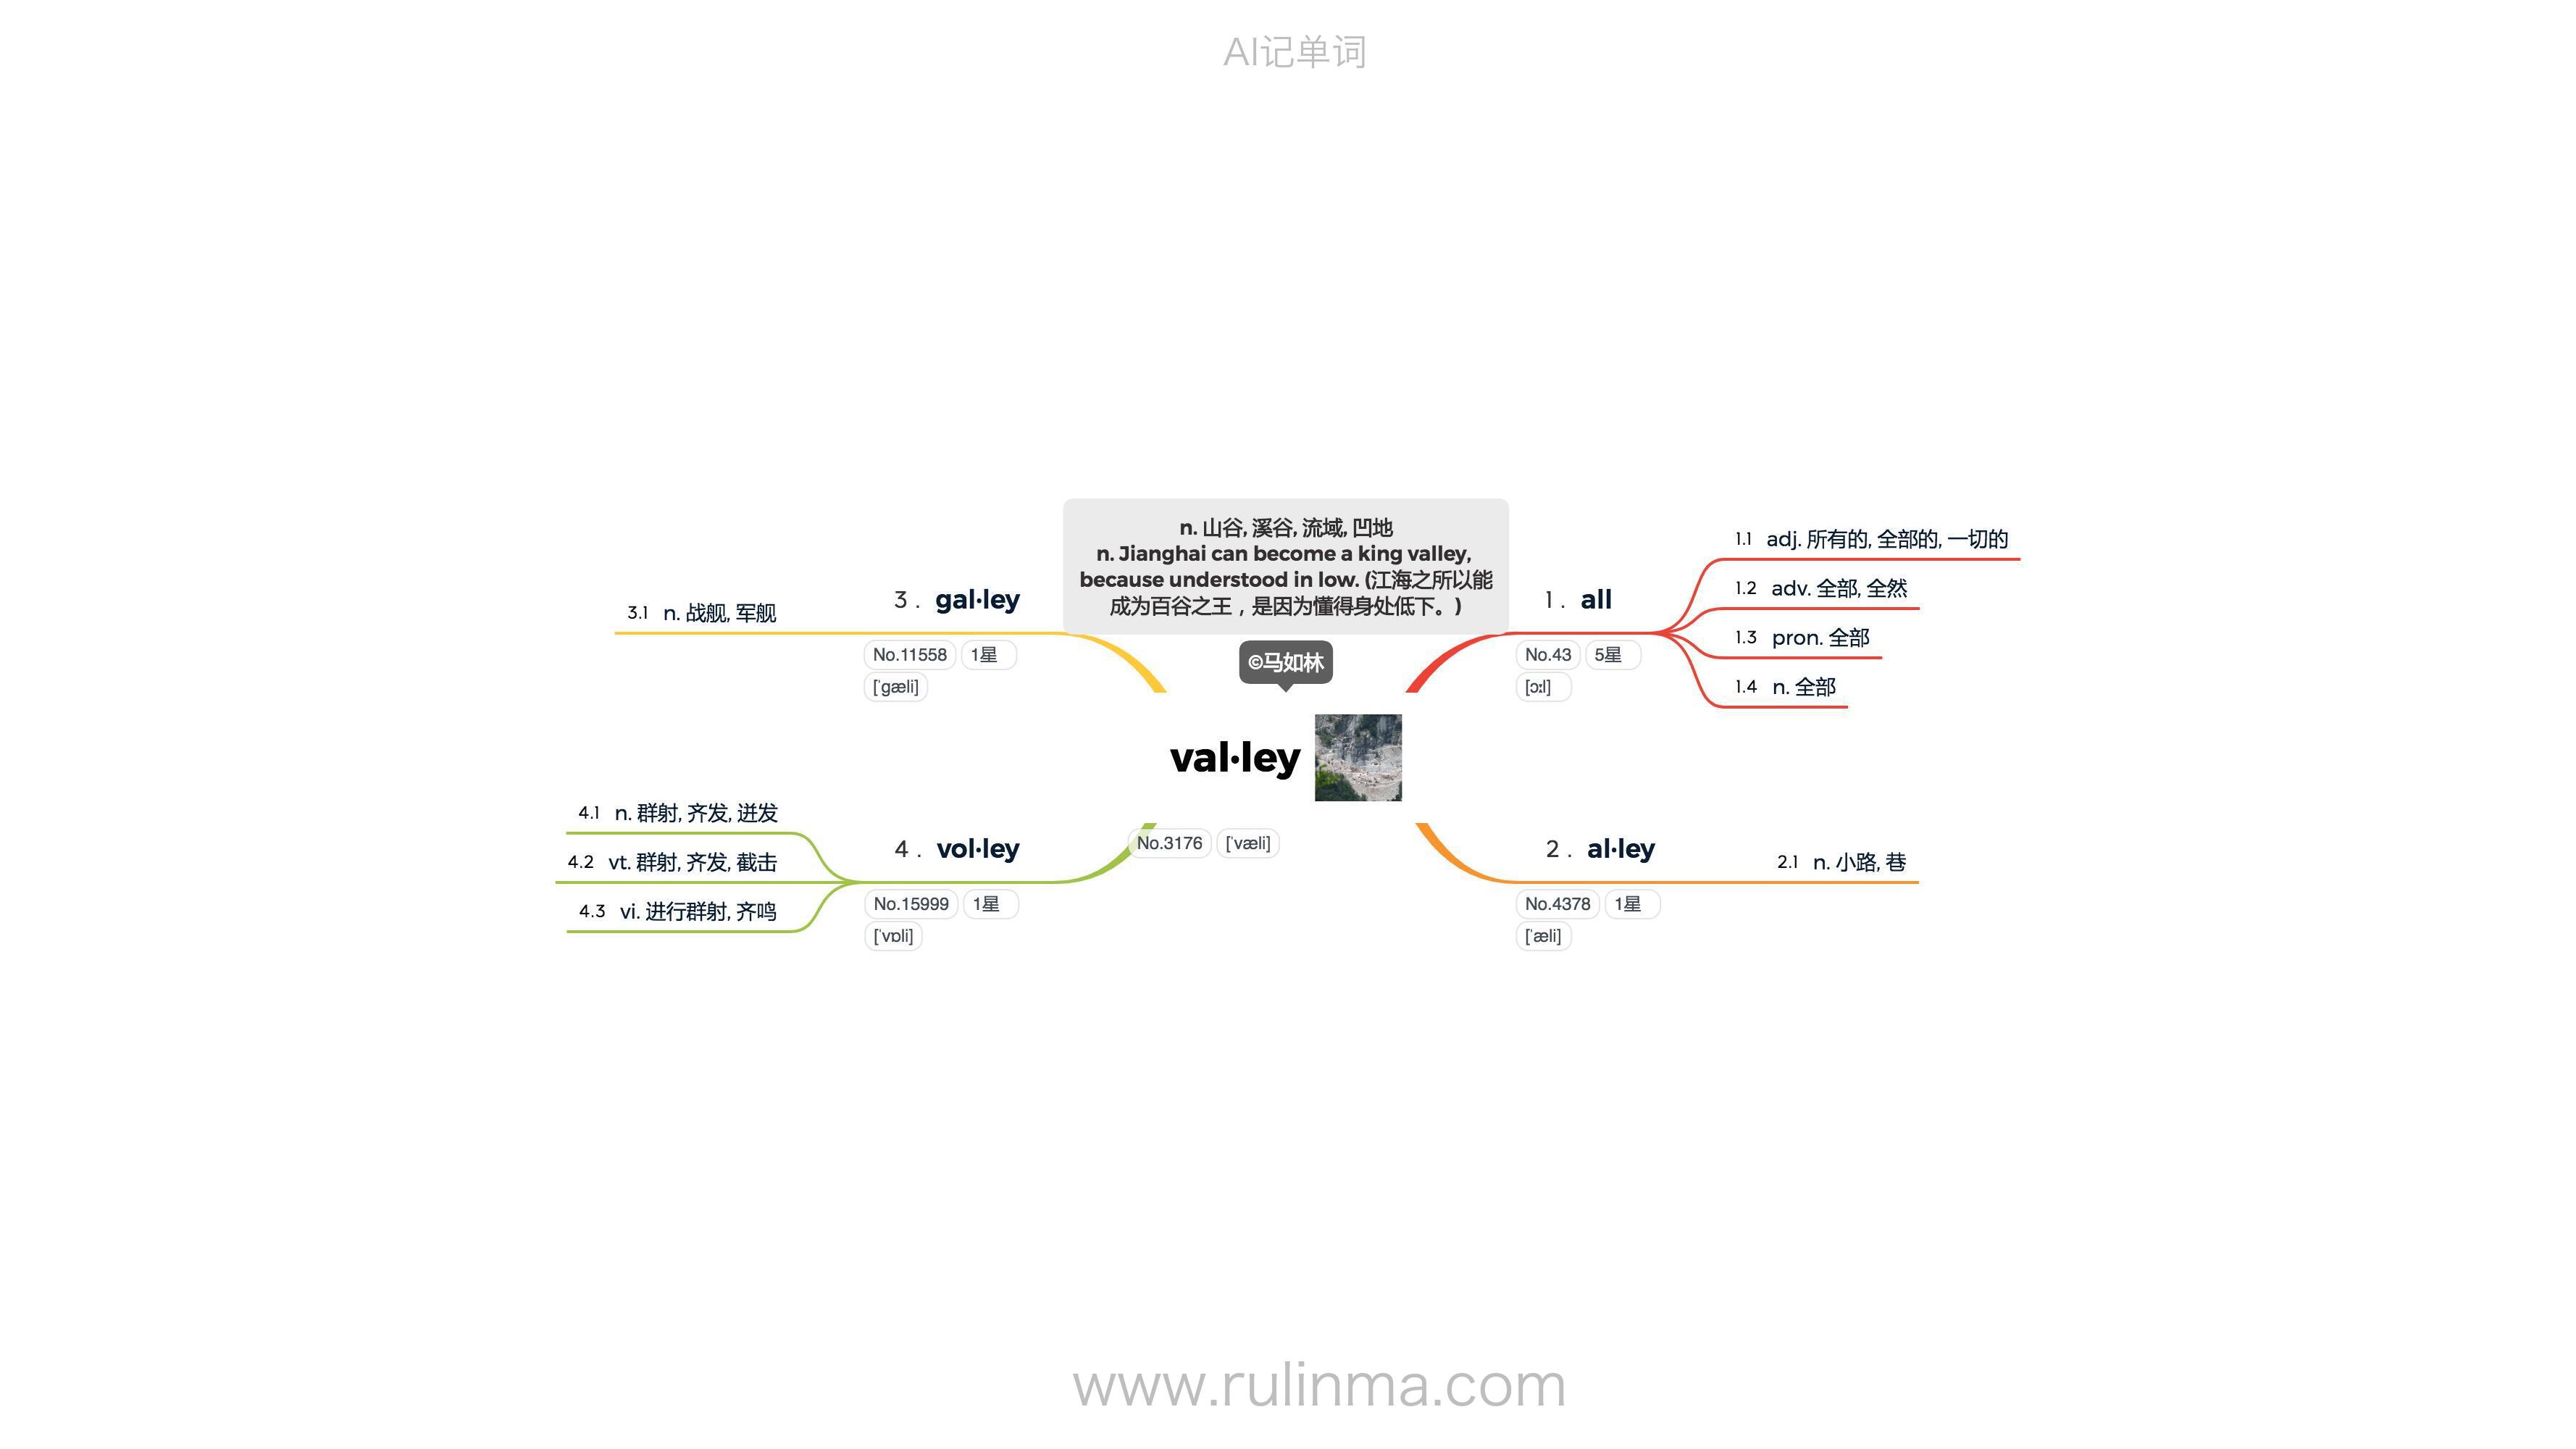 AI记单词
n. 山谷, 溪谷, 流域, 凹地
n. Jianghai can become a king valley,
because understood in low. (江海之所以能
成为百谷之王，是因为懂得身处低下。)
©马如林
val·ley
No.3176 ['væli]
1. all
No.43 5星
[ɔːl]
1.1 adj. 所有的, 全部的, 一切的
1.2 adv. 全部, 全然
1.3 pron. 全部
1.4 n. 全部
2. al·ley
No.4378 1星
['æli]
2.1 n. 小路, 巷
3. gal·ley
No.11558 1星
['gæli]
3.1 n. 战舰, 军舰
4. vol·ley
No.15999 1星
['vɒli]
4.1 n. 群射, 齐发, 迸发
4.2 vt. 群射, 齐发, 截击
4.3 vi. 进行群射, 齐鸣
www.rulinma.com